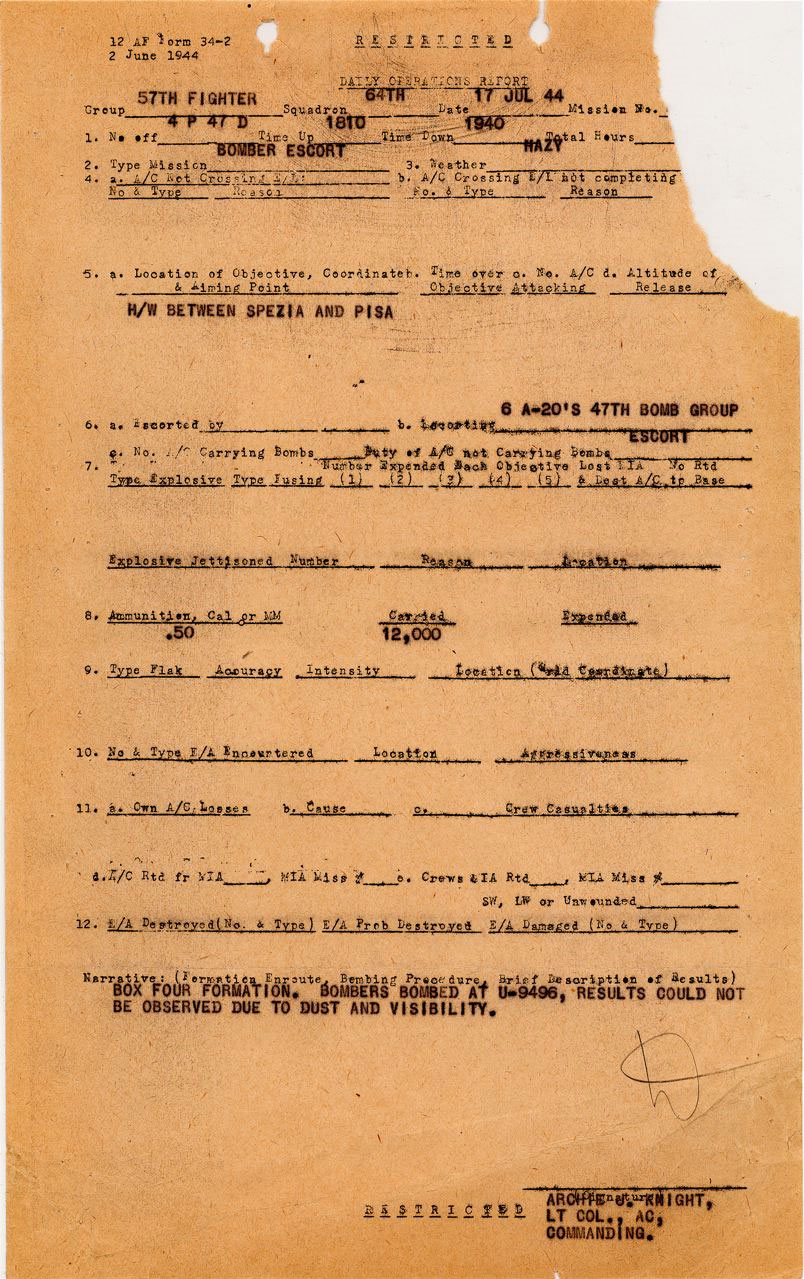 12 AF Form 34-2
RESTRICTED
2 June 1944
DAILY OPERATIONS REPORT
Group 57TH FIGHTER Squadron 64TH Date 17 JUL 44 Mission No.
1. No off 4 P 47 D Time Up 1810 Time Down 1940 Total Hours
2. Type Mission BOMBER ESCORT 3. Weather HAZY
4. a. A/C Not Crossing E/L: b. A/C Crossing E/L not completing
No & Type Reason No. & Type Reason
5. a. Location of Objective, Coordinates. Time over c. No. A/C d. Altitude of
& Aiming Point Objective Attacking Release
H/W BETWEEN SPEZIA AND PISA
6 A-20'S 47TH BOMB GROUP
6. a. Escorted by b. Escorting
ESCORT
c. No. A/C Carrying Bombs Duty of A/C not Carrying Bombs
7. Number Expended Each Objective Lost MIA No Rtd
Type Explosive Type Fusing (1) (2) (3) (4) (5) & Dest A/C to Base
Explosive Jettisoned Number Reason Location
8. Ammunition, Cal or MM Carried Expended
.50 12,000
9. Type Flak Accuracy Intensity Location (Grid Coordinate)
10. No & Type E/A Encountered Location Aggressiveness
11. a. Own A/C Losses b. Cause c. Crew Casualties
d. A/C Rtd fr MIA , MIA Miss # e. Crews MIA Rtd , MIA Miss #
SW, LW or Unwounded
12. E/A Destroyed(No. & Type) E/A Prob Destroyed E/A Damaged (No & Type)
Narrative: (Formation Enroute, Bombing Procedure, Brief Description of Results)
BOX FOUR FORMATION. BOMBERS BOMBED AT U-9496, RESULTS COULD NOT
BE OBSERVED DUE TO DUST AND VISIBILITY.
(Signature)
ARCHIE J. KNIGHT,
RESTRICTED
LT COL., AC,
COMMANDING.